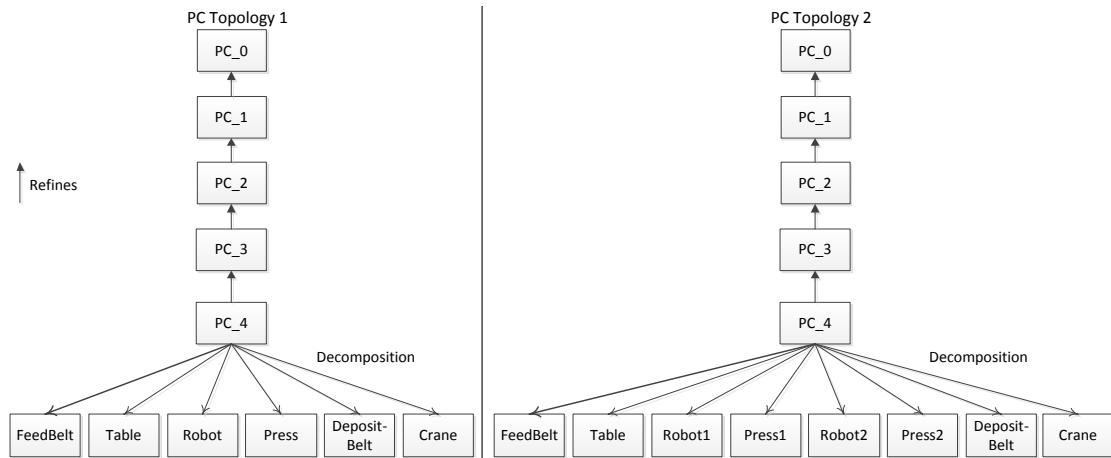 PC Topology 1
PC_0
PC_1
PC_2
Refines
PC_3
PC_4
Decomposition
FeedBelt
Table
Robot
Press
Deposit-
Belt
Crane
PC Topology 2
PC_0
PC_1
PC_2
PC_3
PC_4
Decomposition
FeedBelt
Table
Robot1
Press1
Robot2
Press2
Deposit-
Belt
Crane